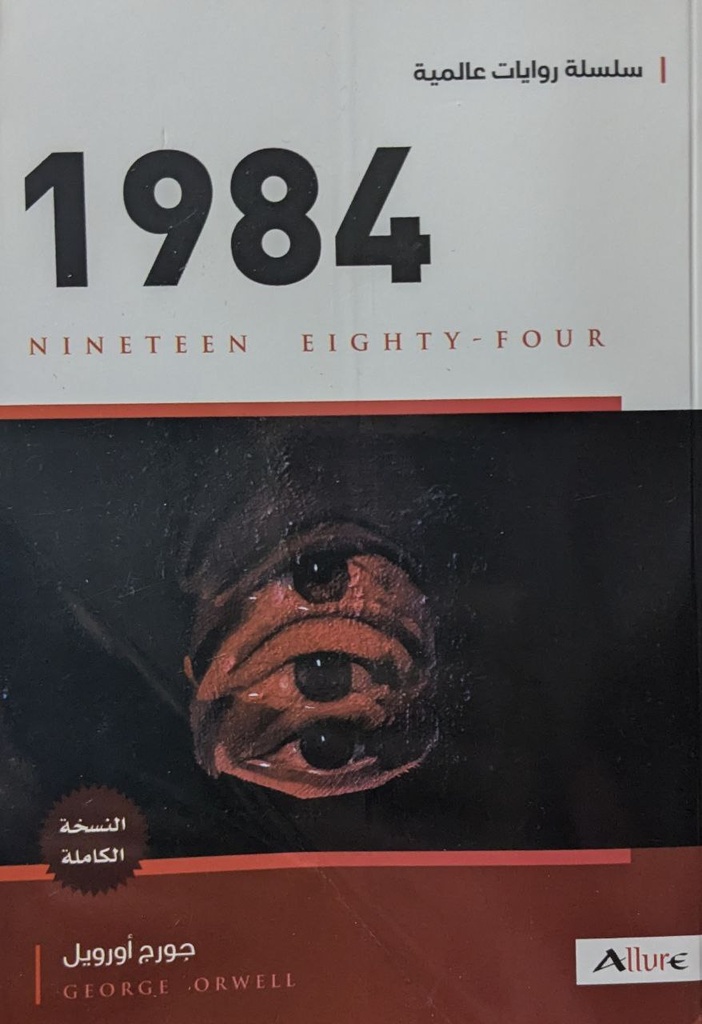 سلسلة روايات عالمية
1984
NINETEEN EIGHTY-FOUR
النسخة
الكاملة
جورج أورويل
GEORGE ORWELL
Allure